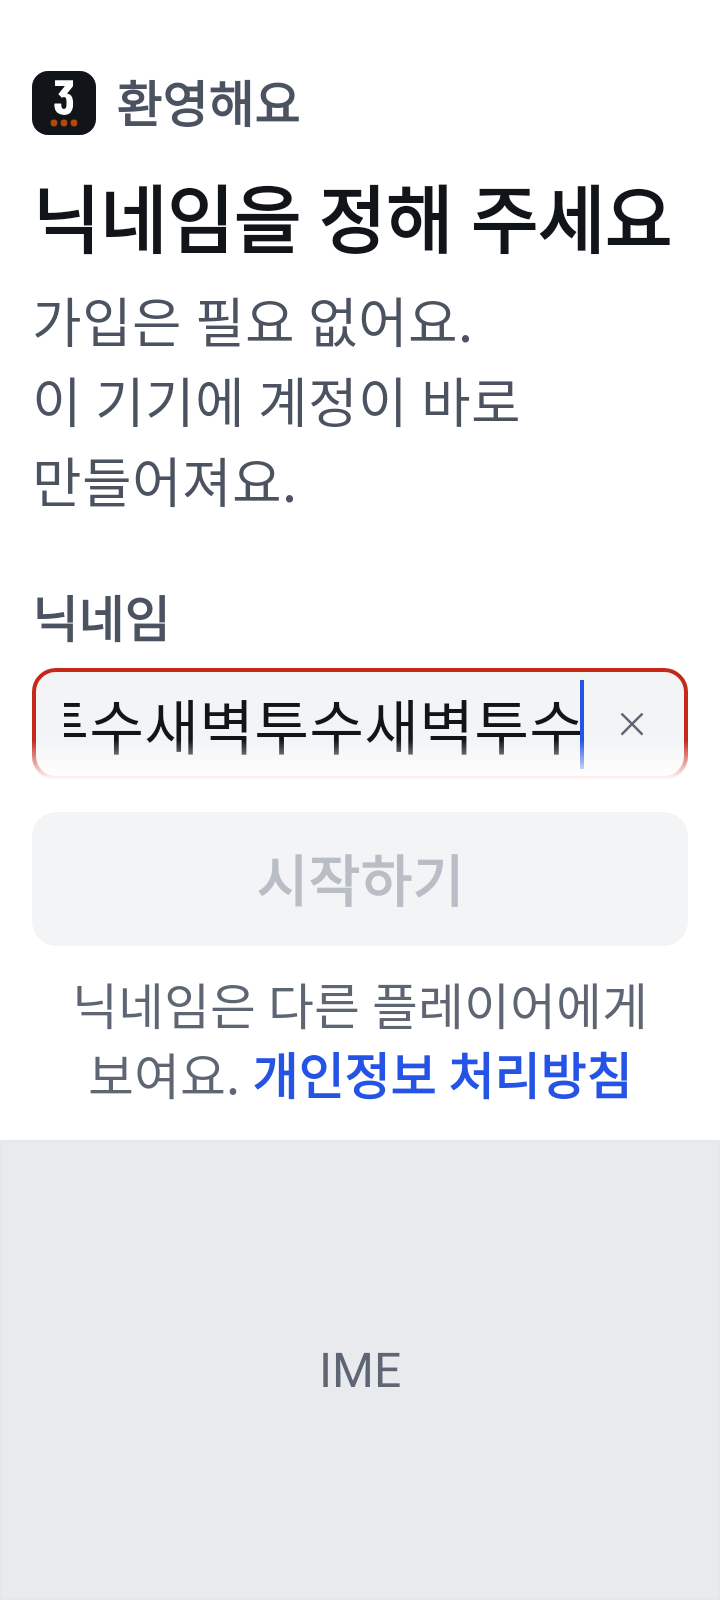 3 환영해요
닉네임을 정해 주세요
가입은 필요 없어요.
이 기기에 계정이 바로
만들어져요.
닉네임
수새벽투수새벽투수
시작하기
닉네임은 다른 플레이어에게
보여요. 개인정보 처리방침
IME